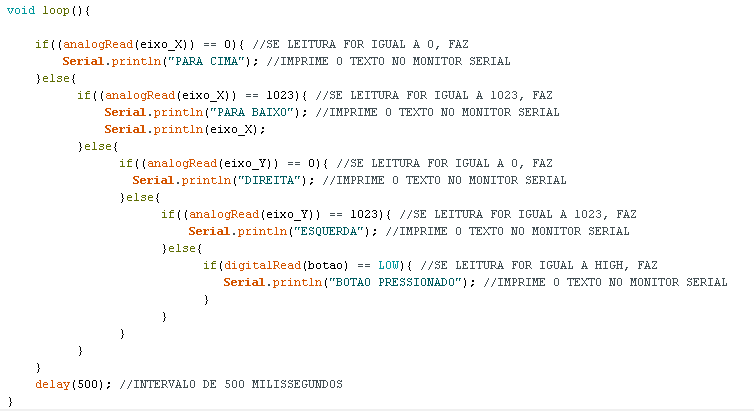 void loop(){
if((analogRead(eixo_X)) == 0){ //SE LEITURA FOR IGUAL A 0, FAZ
Serial.println("PARA CIMA"); //IMPRIME O TEXTO NO MONITOR SERIAL
}else{
if((analogRead(eixo_X)) == 1023){ //SE LEITURA FOR IGUAL A 1023, FAZ
Serial.println("PARA BAIXO"); //IMPRIME O TEXTO NO MONITOR SERIAL
Serial.println(eixo_X);
}else{
if((analogRead(eixo_Y)) == 0){ //SE LEITURA FOR IGUAL A 0, FAZ
Serial.println("DIREITA"); //IMPRIME O TEXTO NO MONITOR SERIAL
}else{
if((analogRead(eixo_Y)) == 1023){ //SE LEITURA FOR IGUAL A 1023, FAZ
Serial.println("ESQUERDA"); //IMPRIME O TEXTO NO MONITOR SERIAL
}else{
if(digitalRead(botao) == LOW){ //SE LEITURA FOR IGUAL A HIGH, FAZ
Serial.println("BOTAO PRESSIONADO"); //IMPRIME O TEXTO NO MONITOR SERIAL
}
}
}
}
}
delay(500); //INTERVALO DE 500 MILISSEGUNDOS
}